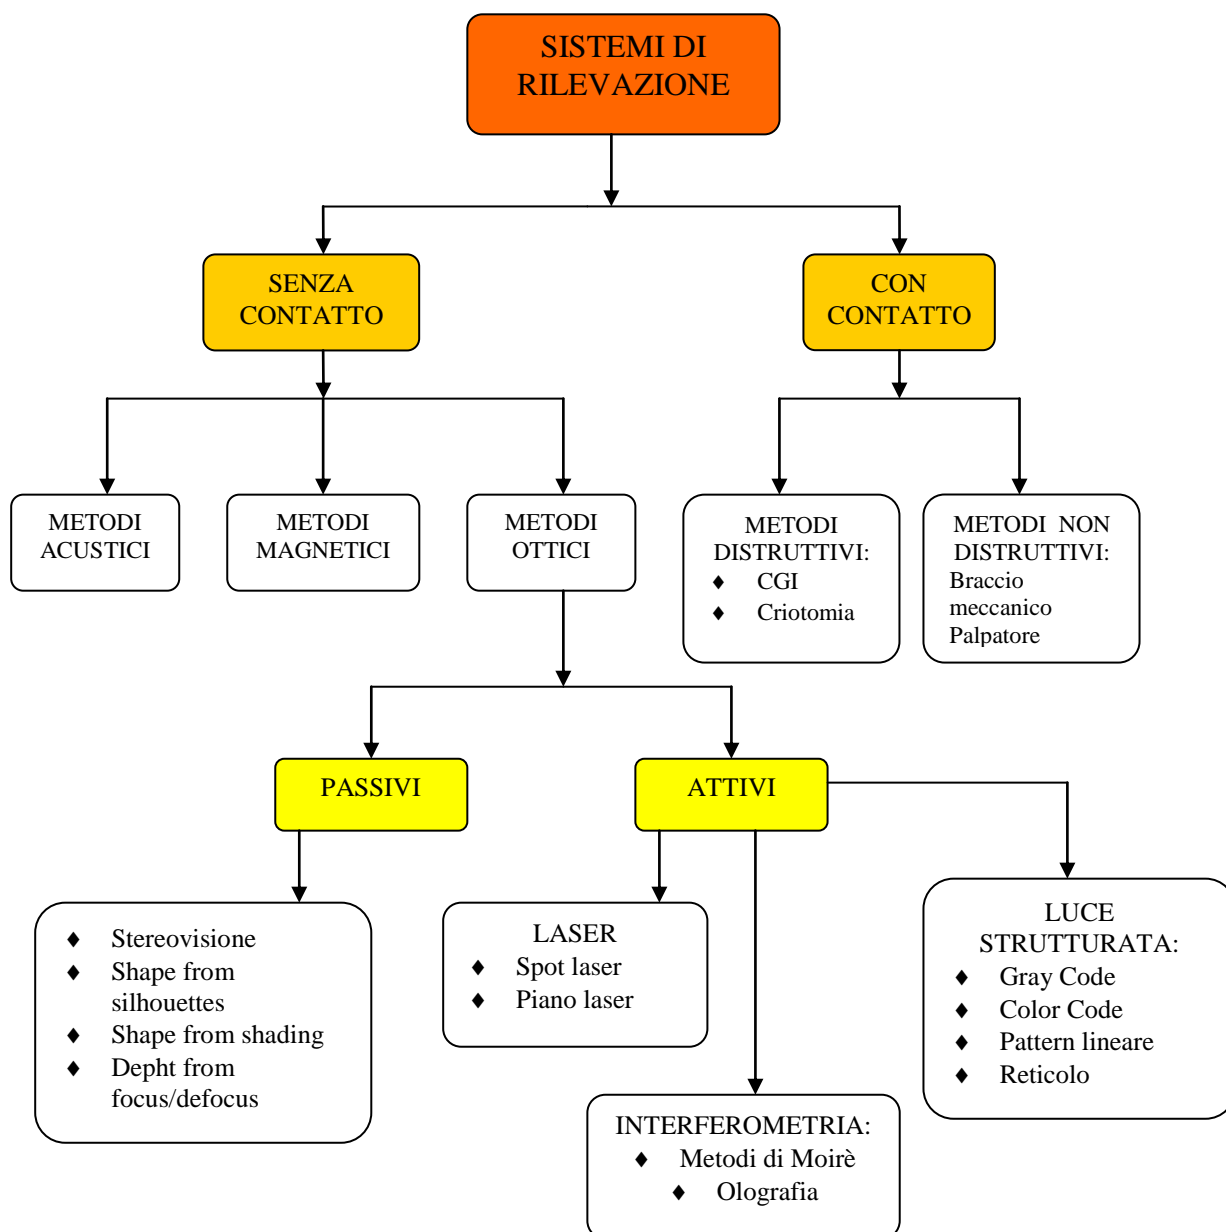 SISTEMI DI
RILEVAZIONE
SENZA
CONTATTO
CON
CONTATTO
METODI
ACUSTICI
METODI
MAGNETICI
METODI
OTTICI
METODI
DISTRUTTIVI:
♦ CGI
♦ Criotomia
METODI NON
DISTRUTTIVI:
Braccio
meccanico
Palpatore
PASSIVI
ATTIVI
♦ Stereovisione
♦ Shape from
silhouettes
♦ Shape from shading
♦ Depht from
focus/defocus
LASER
♦ Spot laser
♦ Piano laser
LUCE
STRUTTURATA:
♦ Gray Code
♦ Color Code
♦ Pattern lineare
♦ Reticolo
INTERFEROMETRIA:
♦ Metodi di Moirè
♦ Olografia